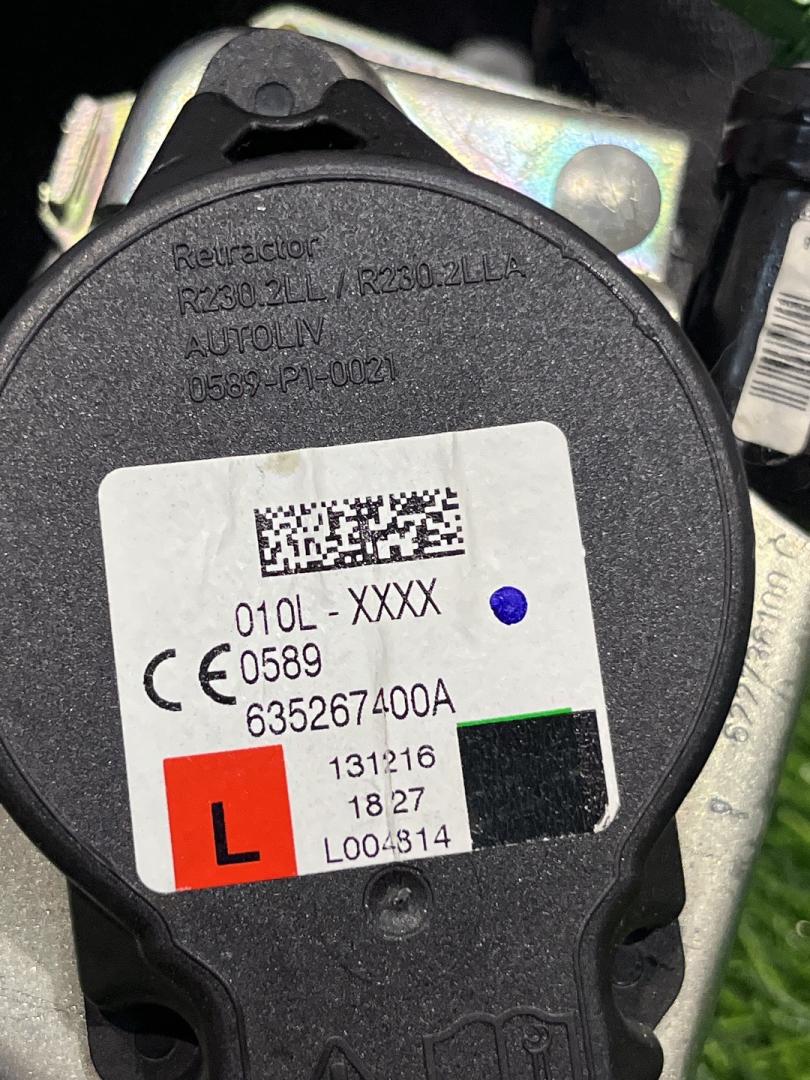 Retractor
R230.2LL / R230.2LLA
AUTOLIV
0589-P1-0021
010L - XXXX
CE 0589
635267400A
131216
18 27
L004814
L